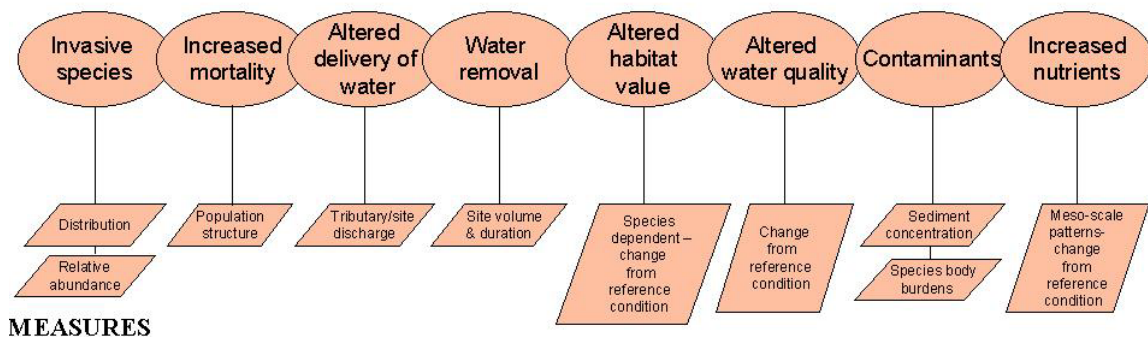 Invasive
species
Increased
mortality
Altered
delivery of
water
Water
removal
Altered
habitat
value
Altered
water quality
Contaminants
Increased
nutrients
Distribution
Relative
abundance
Population
structure
Tributary/site
discharge
Site volume
& duration
Species
dependent –
change
from
reference
condition
Change
from
reference
condition
Sediment
concentration
Species body
burdens
Meso-scale
patterns-
change
from
reference
condition
MEASURES